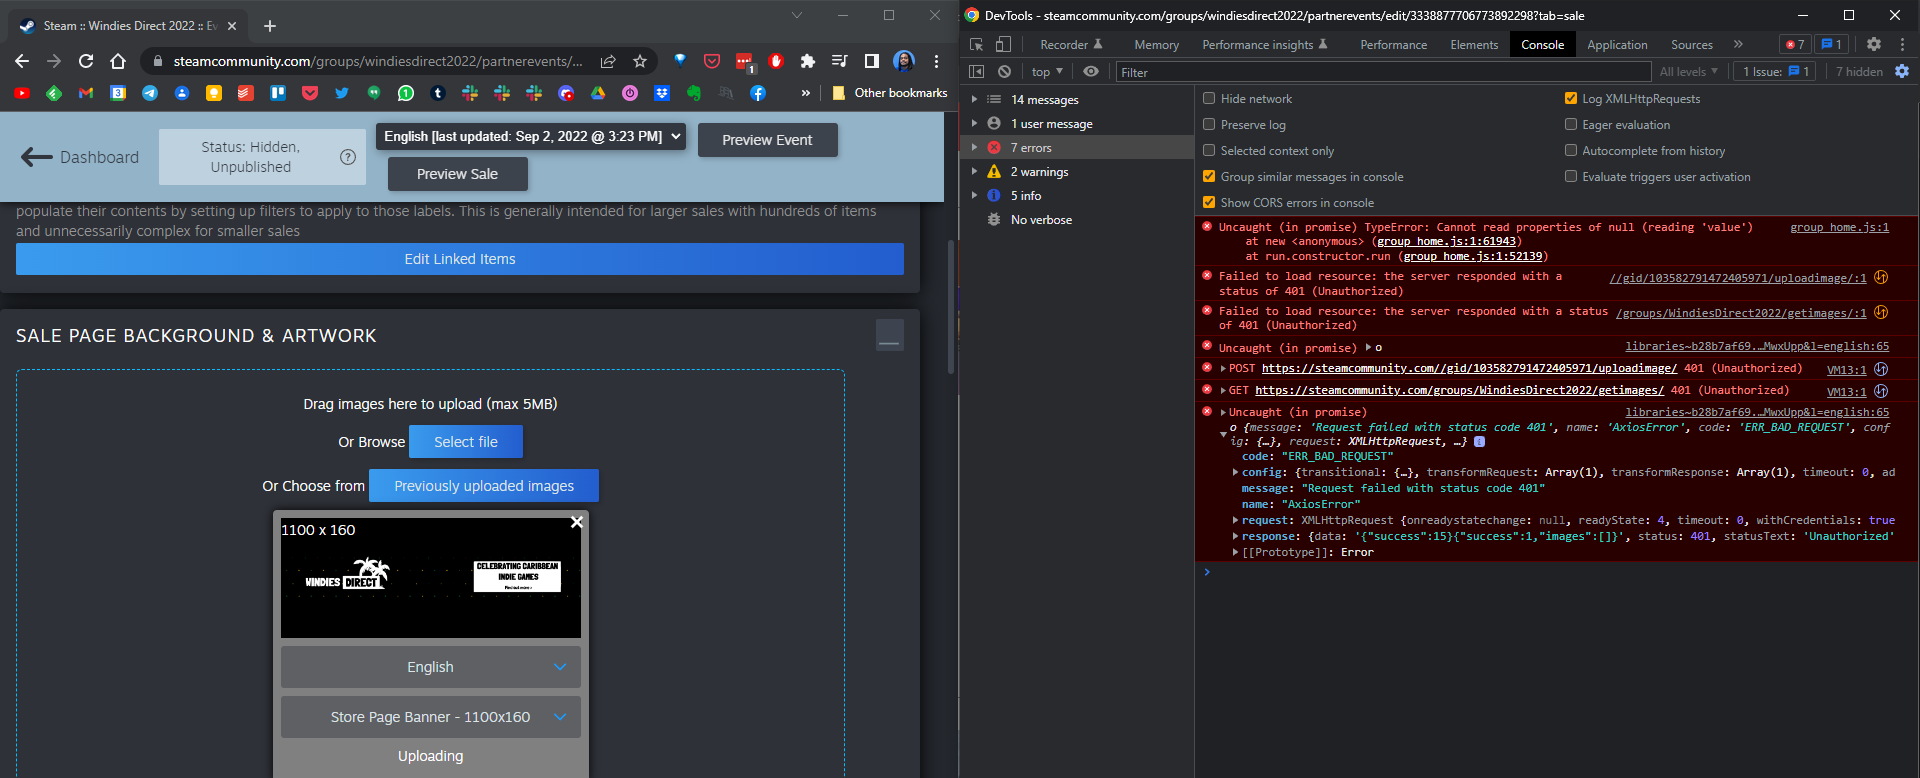 Steam :: Windies Direct 2022 :: Ev
steamcommunity.com/groups/windiesdirect2022/partnerevents/...
1
3
Other bookmarks
Dashboard
Status: Hidden,
Unpublished
English [last updated: Sep 2, 2022 @ 3:23 PM]
Preview Event
Preview Sale
populate their contents by setting up filters to apply to those labels. This is generally intended for larger sales with hundreds of items
and unnecessarily complex for smaller sales
Edit Linked Items
SALE PAGE BACKGROUND & ARTWORK
Drag images here to upload (max 5MB)
Or Browse Select file
Or Choose from Previously uploaded images
1100 x 160
WINDIES DIRECT
CELEBRATING CARIBBEAN
INDIE GAMES
Find out more >
English
Store Page Banner - 1100x160
Uploading
DevTools - steamcommunity.com/groups/windiesdirect2022/partnerevents/edit/3338877706773892298?tab=sale
Recorder Memory Performance insights Performance Elements Console Application Sources » 7 1
top Filter All levels 1 Issue: 1 7 hidden
14 messages
1 user message
7 errors
2 warnings
5 info
No verbose
Hide network Log XMLHttpRequests
Preserve log Eager evaluation
Selected context only Autocomplete from history
Group similar messages in console Evaluate triggers user activation
Show CORS errors in console
Uncaught (in promise) TypeError: Cannot read properties of null (reading 'value') group_home.js:1
at new <anonymous> (group_home.js:1:61943)
at run.constructor.run (group_home.js:1:52139)
Failed to load resource: the server responded with a //gid/103582791472405971/uploadimage/:1
status of 401 (Unauthorized)
Failed to load resource: the server responded with a status /groups/WindiesDirect2022/getimages/:1
of 401 (Unauthorized)
Uncaught (in promise) o libraries~b28b7af69.…MwxUpp&l=english:65
POST https://steamcommunity.com//gid/103582791472405971/uploadimage/ 401 (Unauthorized) VM13:1
GET https://steamcommunity.com/groups/WindiesDirect2022/getimages/ 401 (Unauthorized) VM13:1
Uncaught (in promise) libraries~b28b7af69.…MwxUpp&l=english:65
o {message: 'Request failed with status code 401', name: 'AxiosError', code: 'ERR_BAD_REQUEST', conf
ig: {…}, request: XMLHttpRequest, …} i
code: "ERR_BAD_REQUEST"
config: {transitional: {…}, transformRequest: Array(1), transformResponse: Array(1), timeout: 0, ad
message: "Request failed with status code 401"
name: "AxiosError"
request: XMLHttpRequest {onreadystatechange: null, readyState: 4, timeout: 0, withCredentials: true
response: {data: '{"success":15}{"success":1,"images":[]}', status: 401, statusText: 'Unauthorized'
[[Prototype]]: Error